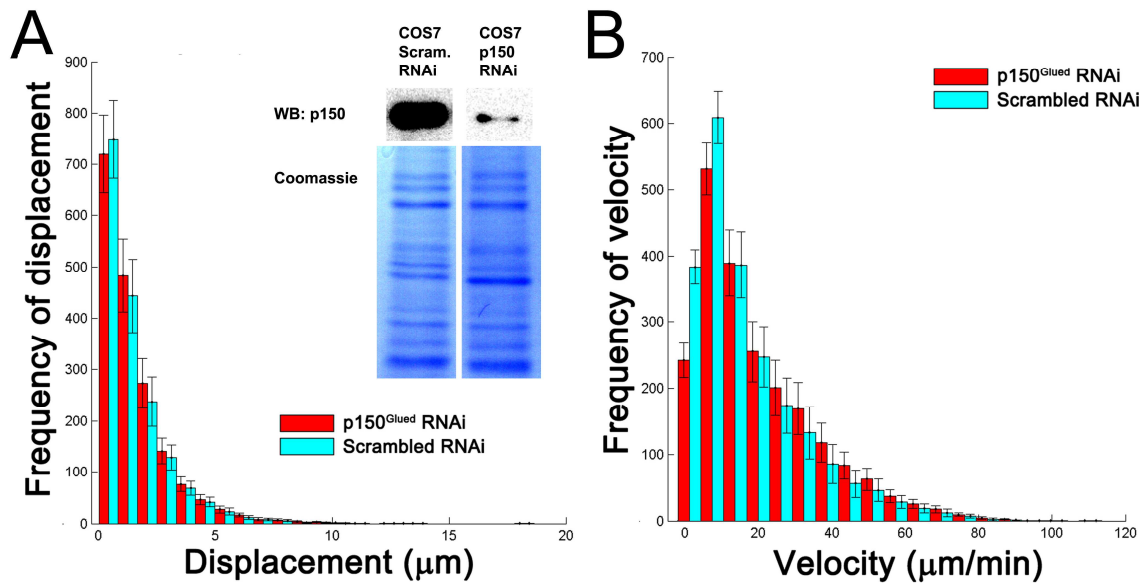 A
COS7
Scram.
RNAi
COS7
p150
RNAi
WB: p150
Coomassie
Frequency of displacement
900
800
700
600
500
400
300
200
100
0
p150Glued RNAi
Scrambled RNAi
0 5 10 15 20
Displacement (μm)
B
Frequency of velocity
700
600
500
400
300
200
100
0
p150Glued RNAi
Scrambled RNAi
0 20 40 60 80 100 120
Velocity (μm/min)